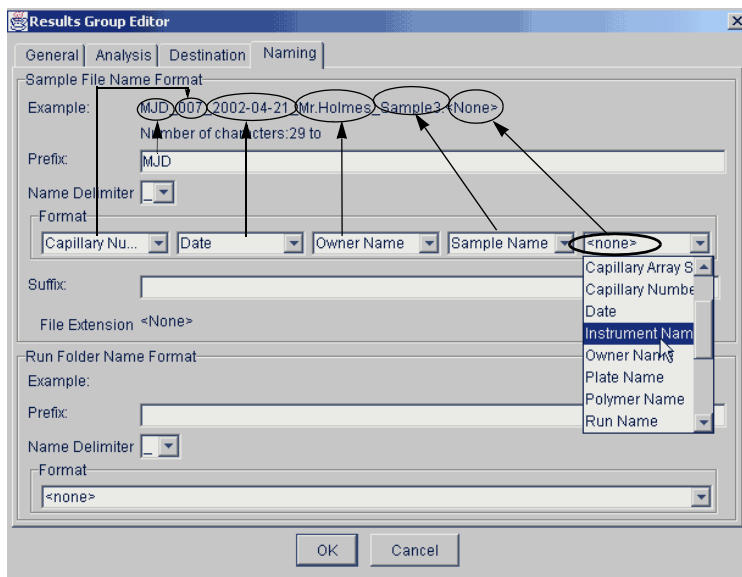 Results Group Editor
General Analysis Destination Naming
Sample File Name Format
Example: MJD_007_2002-04-21_Mr.Holmes_Sample3.<None>
Number of characters:29 to
Prefix: MJD
Name Delimiter _
Format
Capillary Nu... Date Owner Name Sample Name <none>
Capillary Array S
Suffix: Capillary Numbe
Date
File Extension <None> Instrument Nam
Run Folder Name Format Owner Name
Example: Plate Name
Prefix: Polymer Name
Run Name
Name Delimiter _
Format
<none>
OK Cancel